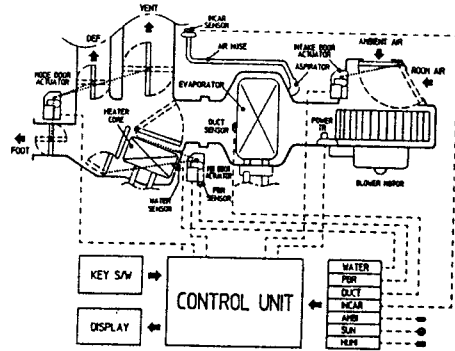 VENT
INCAR
SENSOR
DEF
AIR HOSE
INTAKE DOOR
ACTUATOR
AMBIENT AIR
MODE DOOR
ACTUATOR
ASPIRATOR
ROOM AIR
EVAPORATOR
HEATER
CORE
DUCT
SENSOR
POWER
TR
FOOT
DOOR
ACTUATOR
BLOWER MOTOR
WATER
SENSOR
PBR
SENSOR
KEY S/W
WATER
PBR
DUCT
CONTROL UNIT
INCAR
DISPLAY
AMBI
SUN
HUMI